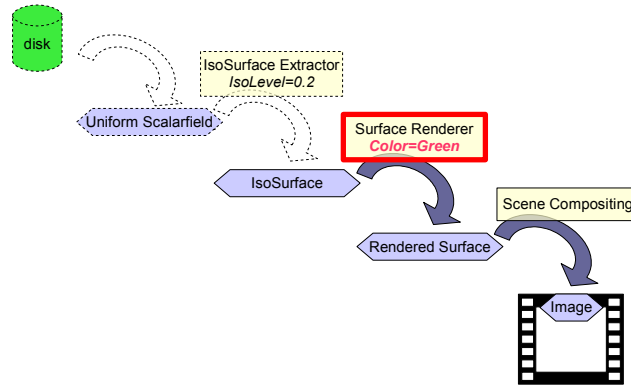 disk
IsoSurface Extractor
IsoLevel=0.2
Uniform Scalarfield
Surface Renderer
Color=Green
IsoSurface
Scene Compositing
Rendered Surface
Image